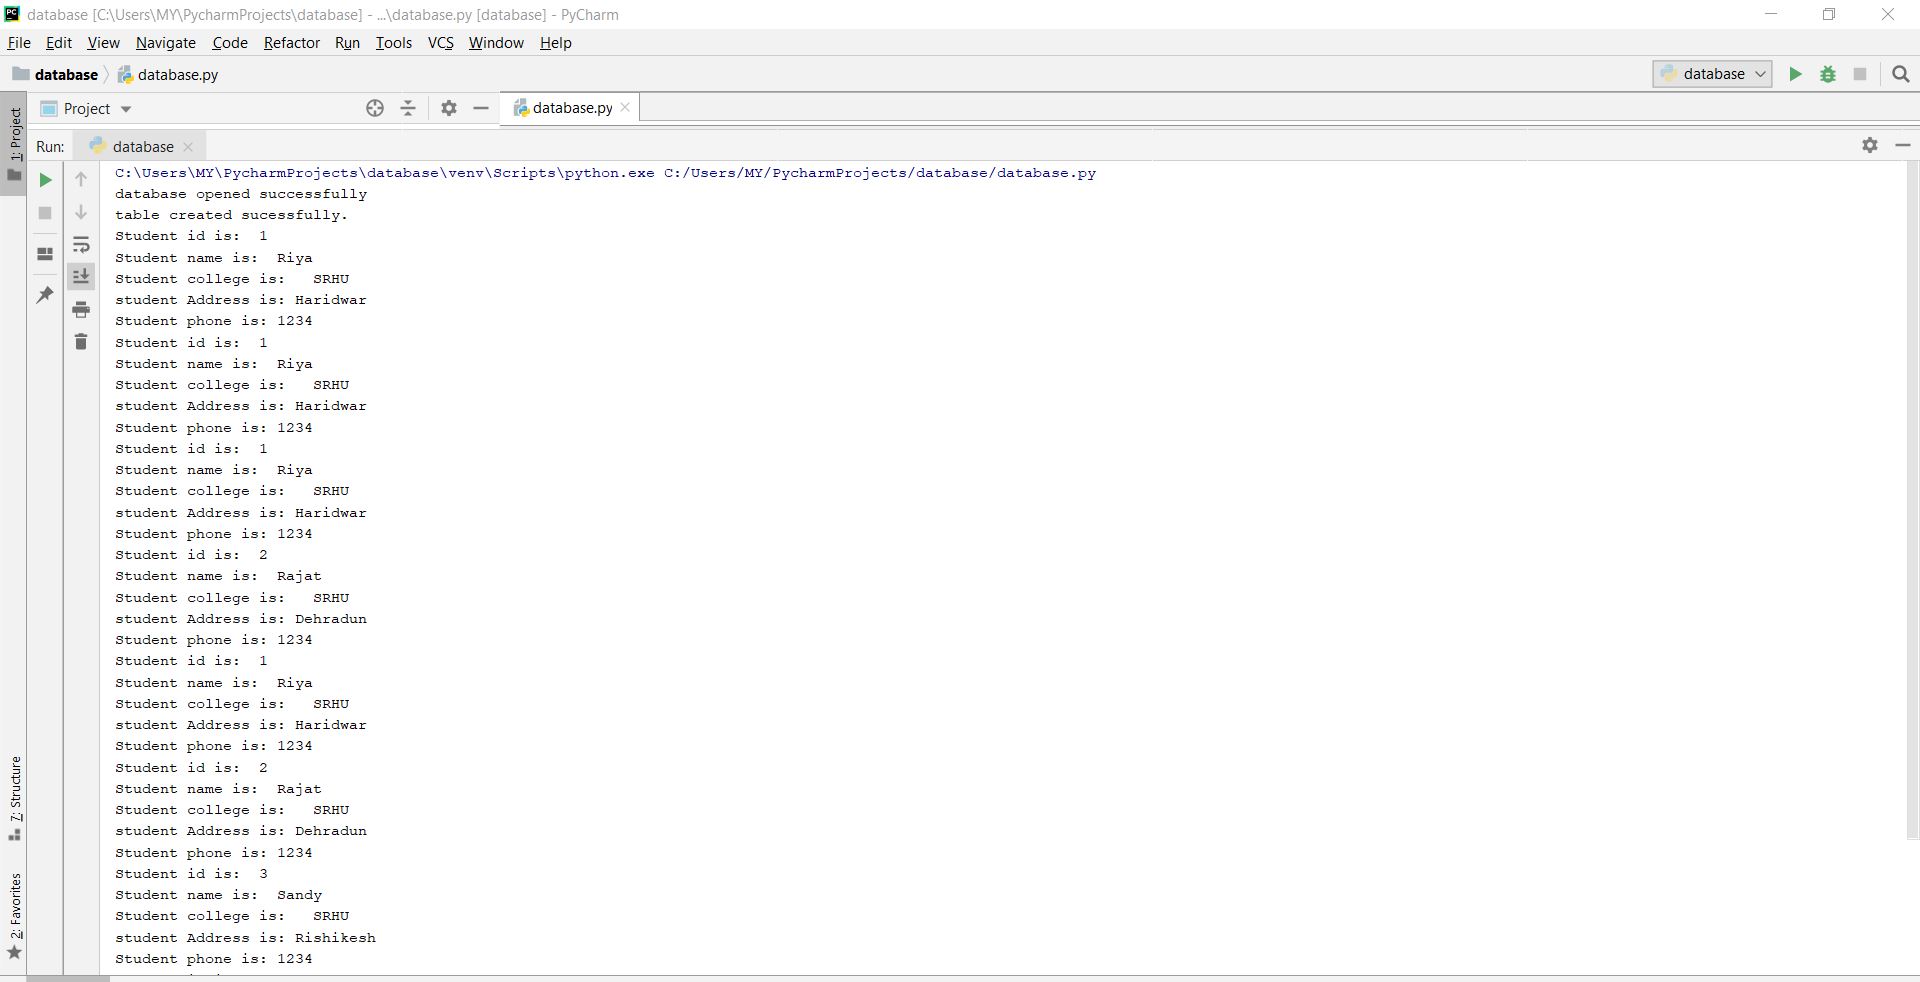 database [C:\Users\MY\PycharmProjects\database] - ...\database.py [database] - PyCharm
File Edit View Navigate Code Refactor Run Tools VCS Window Help
database database.py
database
1: Project
Project
database.py
Run: database
C:\Users\MY\PycharmProjects\database\venv\Scripts\python.exe C:/Users/MY/PycharmProjects/database/database.py
database opened successfully
table created sucessfully.
Student id is:  1
Student name is:  Riya
Student college is:   SRHU
student Address is: Haridwar
Student phone is: 1234
Student id is:  1
Student name is:  Riya
Student college is:   SRHU
student Address is: Haridwar
Student phone is: 1234
Student id is:  1
Student name is:  Riya
Student college is:   SRHU
student Address is: Haridwar
Student phone is: 1234
Student id is:  2
Student name is:  Rajat
Student college is:   SRHU
student Address is: Dehradun
Student phone is: 1234
Student id is:  1
Student name is:  Riya
Student college is:   SRHU
student Address is: Haridwar
Student phone is: 1234
Student id is:  2
Student name is:  Rajat
Student college is:   SRHU
student Address is: Dehradun
Student phone is: 1234
Student id is:  3
Student name is:  Sandy
Student college is:   SRHU
student Address is: Rishikesh
Student phone is: 1234
7: Structure
2: Favorites